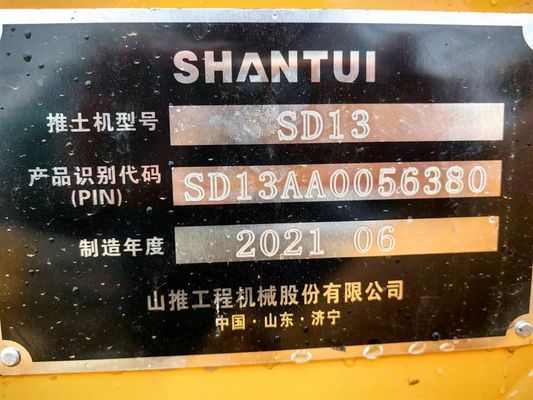 SHANTUI
推土机型号 SD13
产品识别代码 (PIN) SD13AA0056380
制造年度 2021 06
山推工程机械股份有限公司
中国·山东·济宁